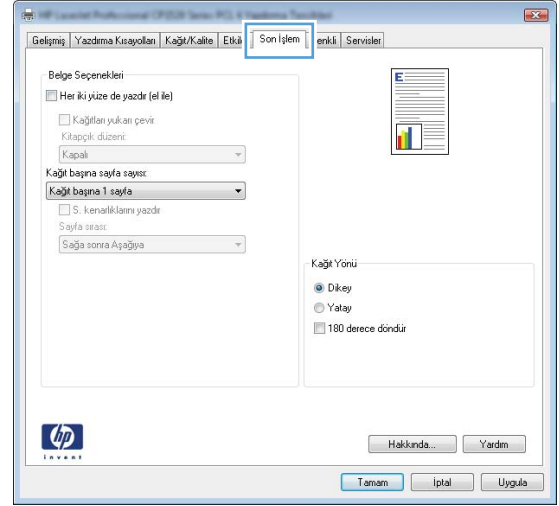 Gelişmiş
Yazdırma Kısayolları
Kağıt/Kalite
Son İşlem
Servisler
Belge Seçenekleri
Her iki yüze de yazdır (el ile)
Kağıtları yukarı çevir
Kitapçık düzeni:
Kapalı
Kağıt başına sayfa sayısı:
Kağıt başına 1 sayfa
S. kenarlıklarını yazdır
Sayfa sırası:
Sağa sonra Aşağıya
E
Kağıt Yönü
Dikey
Yatay
180 derece döndür
hp
invent
Hakkında...
Yardım
Tamam
İptal
Uygula